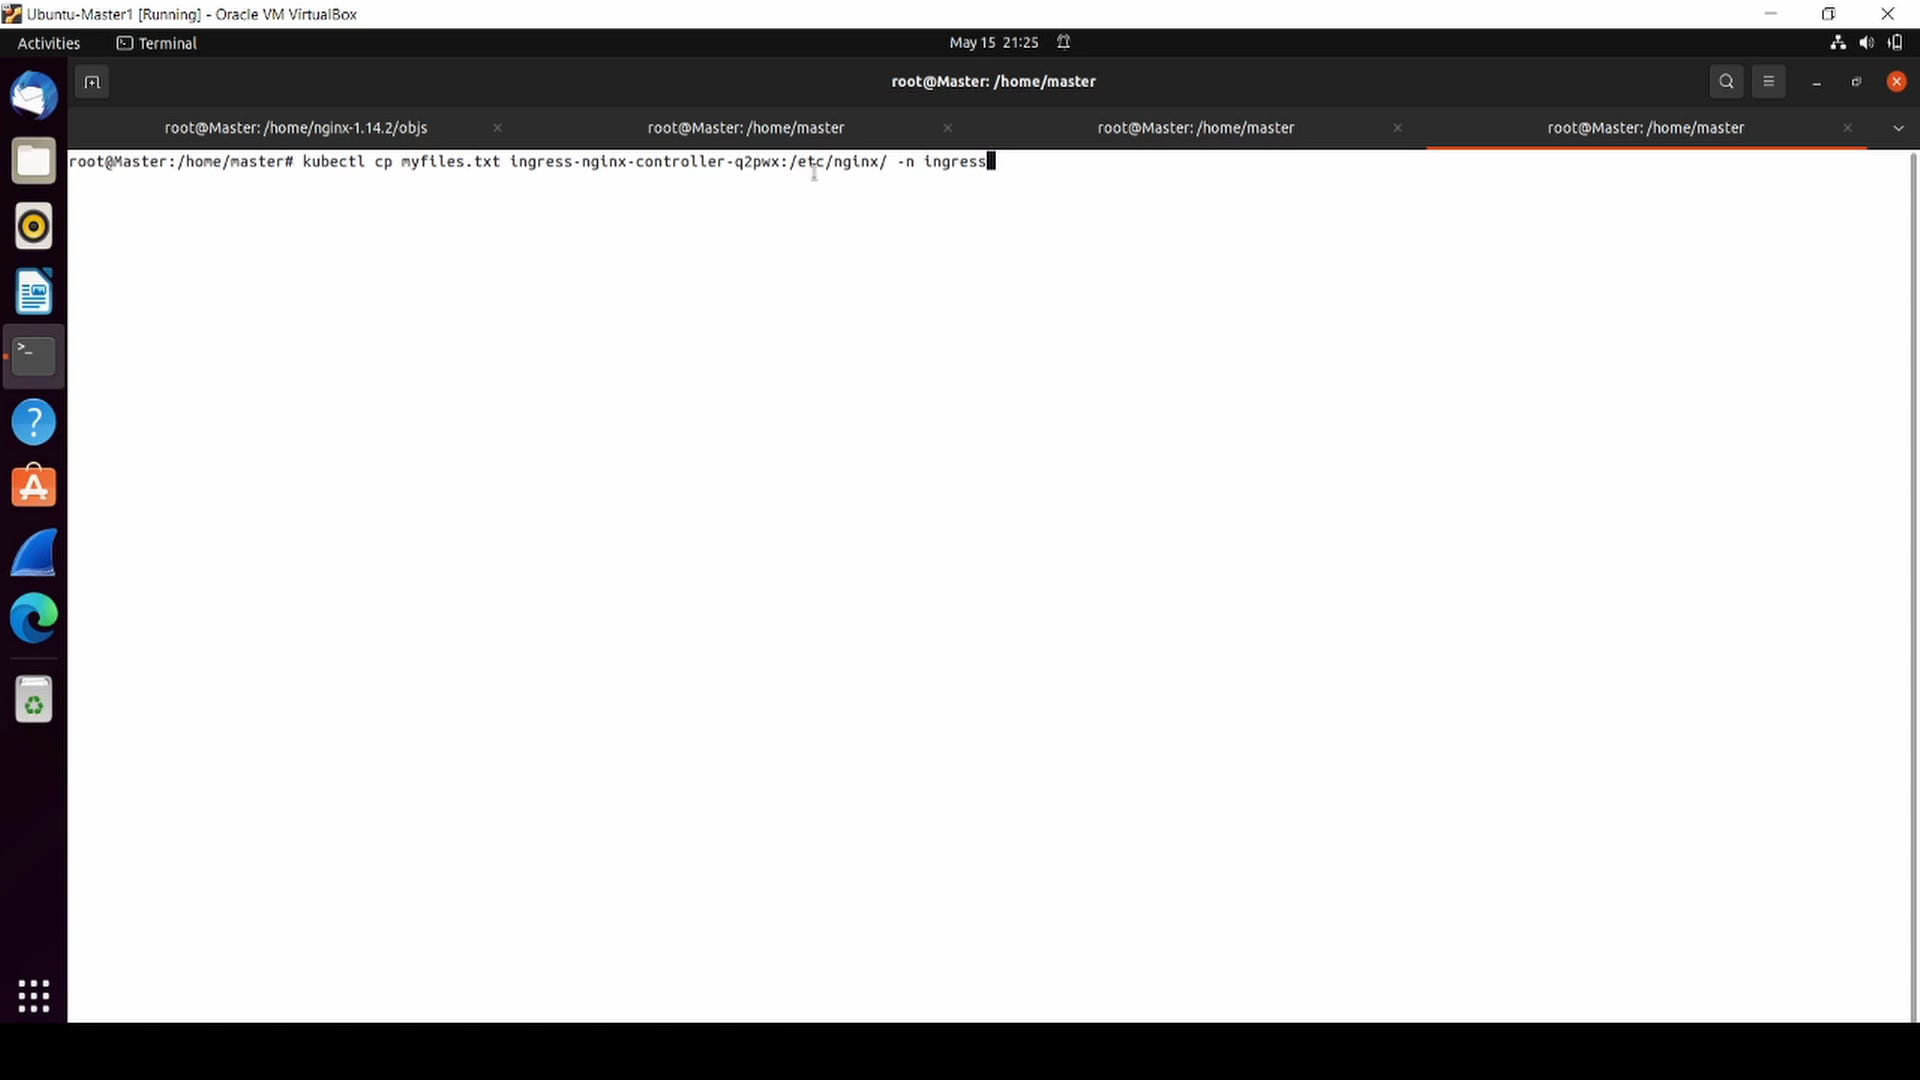 Ubuntu-Master1 [Running] - Oracle VM VirtualBox
Activities
Terminal
May 15 21:25
root@Master: /home/master
root@Master: /home/nginx-1.14.2/objs
root@Master: /home/master
root@Master: /home/master
root@Master: /home/master
root@Master:/home/master# kubectl cp myfiles.txt ingress-nginx-controller-q2pwx:/etc/nginx/ -n ingress